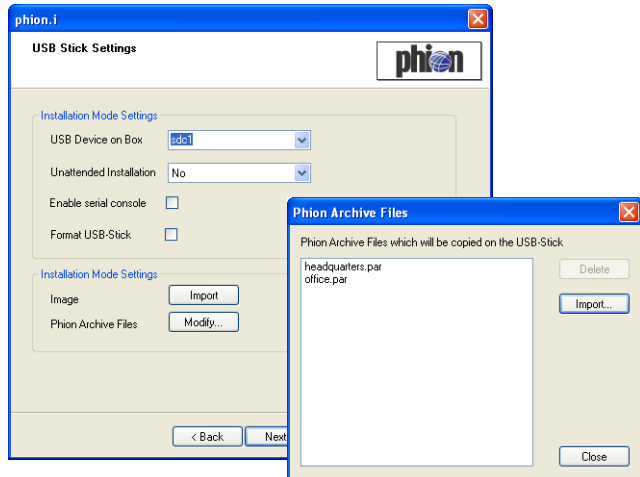 phion.i
USB Stick Settings
phion
Installation Mode Settings
USB Device on Box
sdc1
Unattended Installation
No
Enable serial console
Format USB-Stick
Installation Mode Settings
Image
Import
Phion Archive Files
Modify...
< Back
Next
Phion Archive Files
Phion Archive Files which will be copied on the USB-Stick
headquarters.par
office.par
Delete
Import...
Close